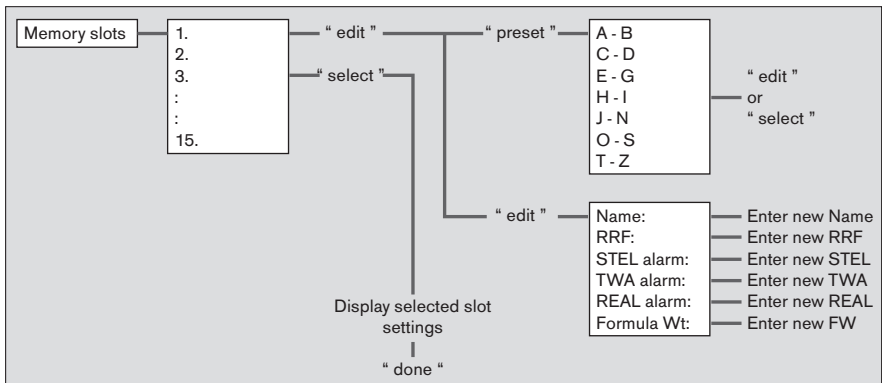 Memory slots
1.
2.
3.
:
:
15.
“ edit ”
“ select ”
“ preset ”
A - B
C - D
E - G
H - I
J - N
O - S
T - Z
“ edit ”
or
“ select ”
“ edit ”
Name:
RRF:
STEL alarm:
TWA alarm:
REAL alarm:
Formula Wt:
Enter new Name
Enter new RRF
Enter new STEL
Enter new TWA
Enter new REAL
Enter new FW
Display selected slot
settings
“ done “